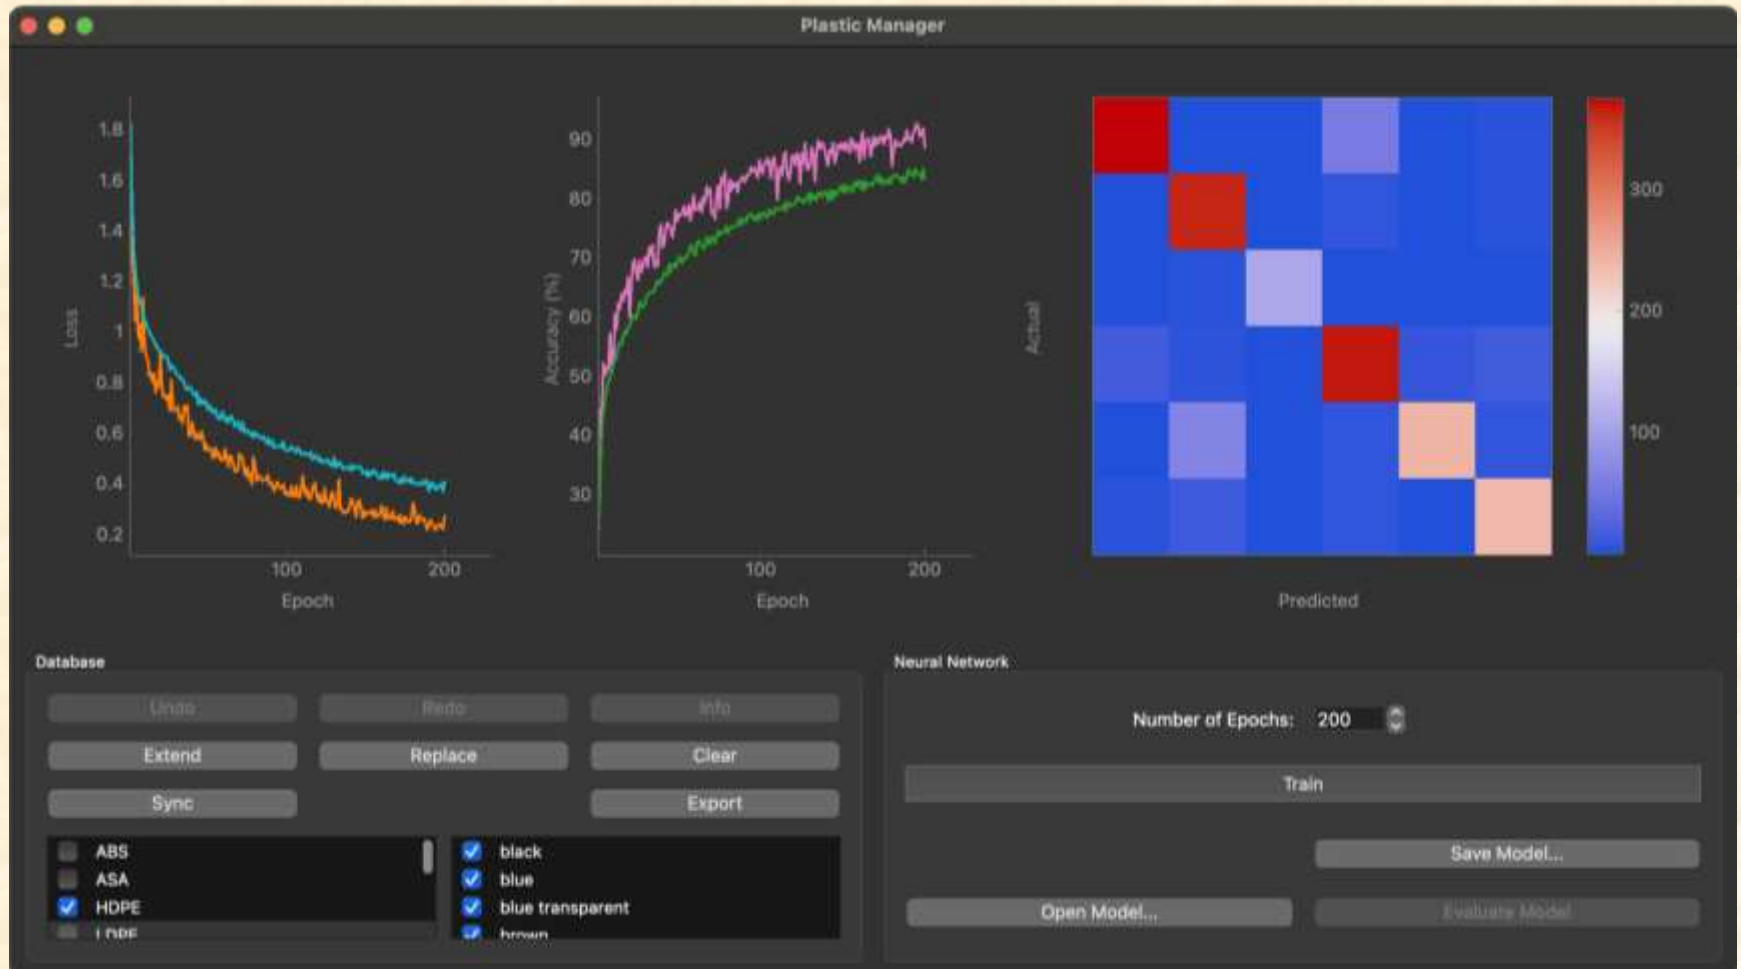 Plastic Manager
1.8
1.6
1.4
1.2
1
0.8
0.6
0.4
0.2
Loss
100 200
Epoch
90
80
70
60
50
40
30
Accuracy (%)
100 200
Epoch
Actual
Predicted
300
200
100
Database
Undo Redo Info
Extend Replace Clear
Sync Export
ABS
ASA
HDPE
LDPE
black
blue
blue transparent
brown
Neural Network
Number of Epochs: 200
Train
Save Model...
Open Model... Evaluate Model